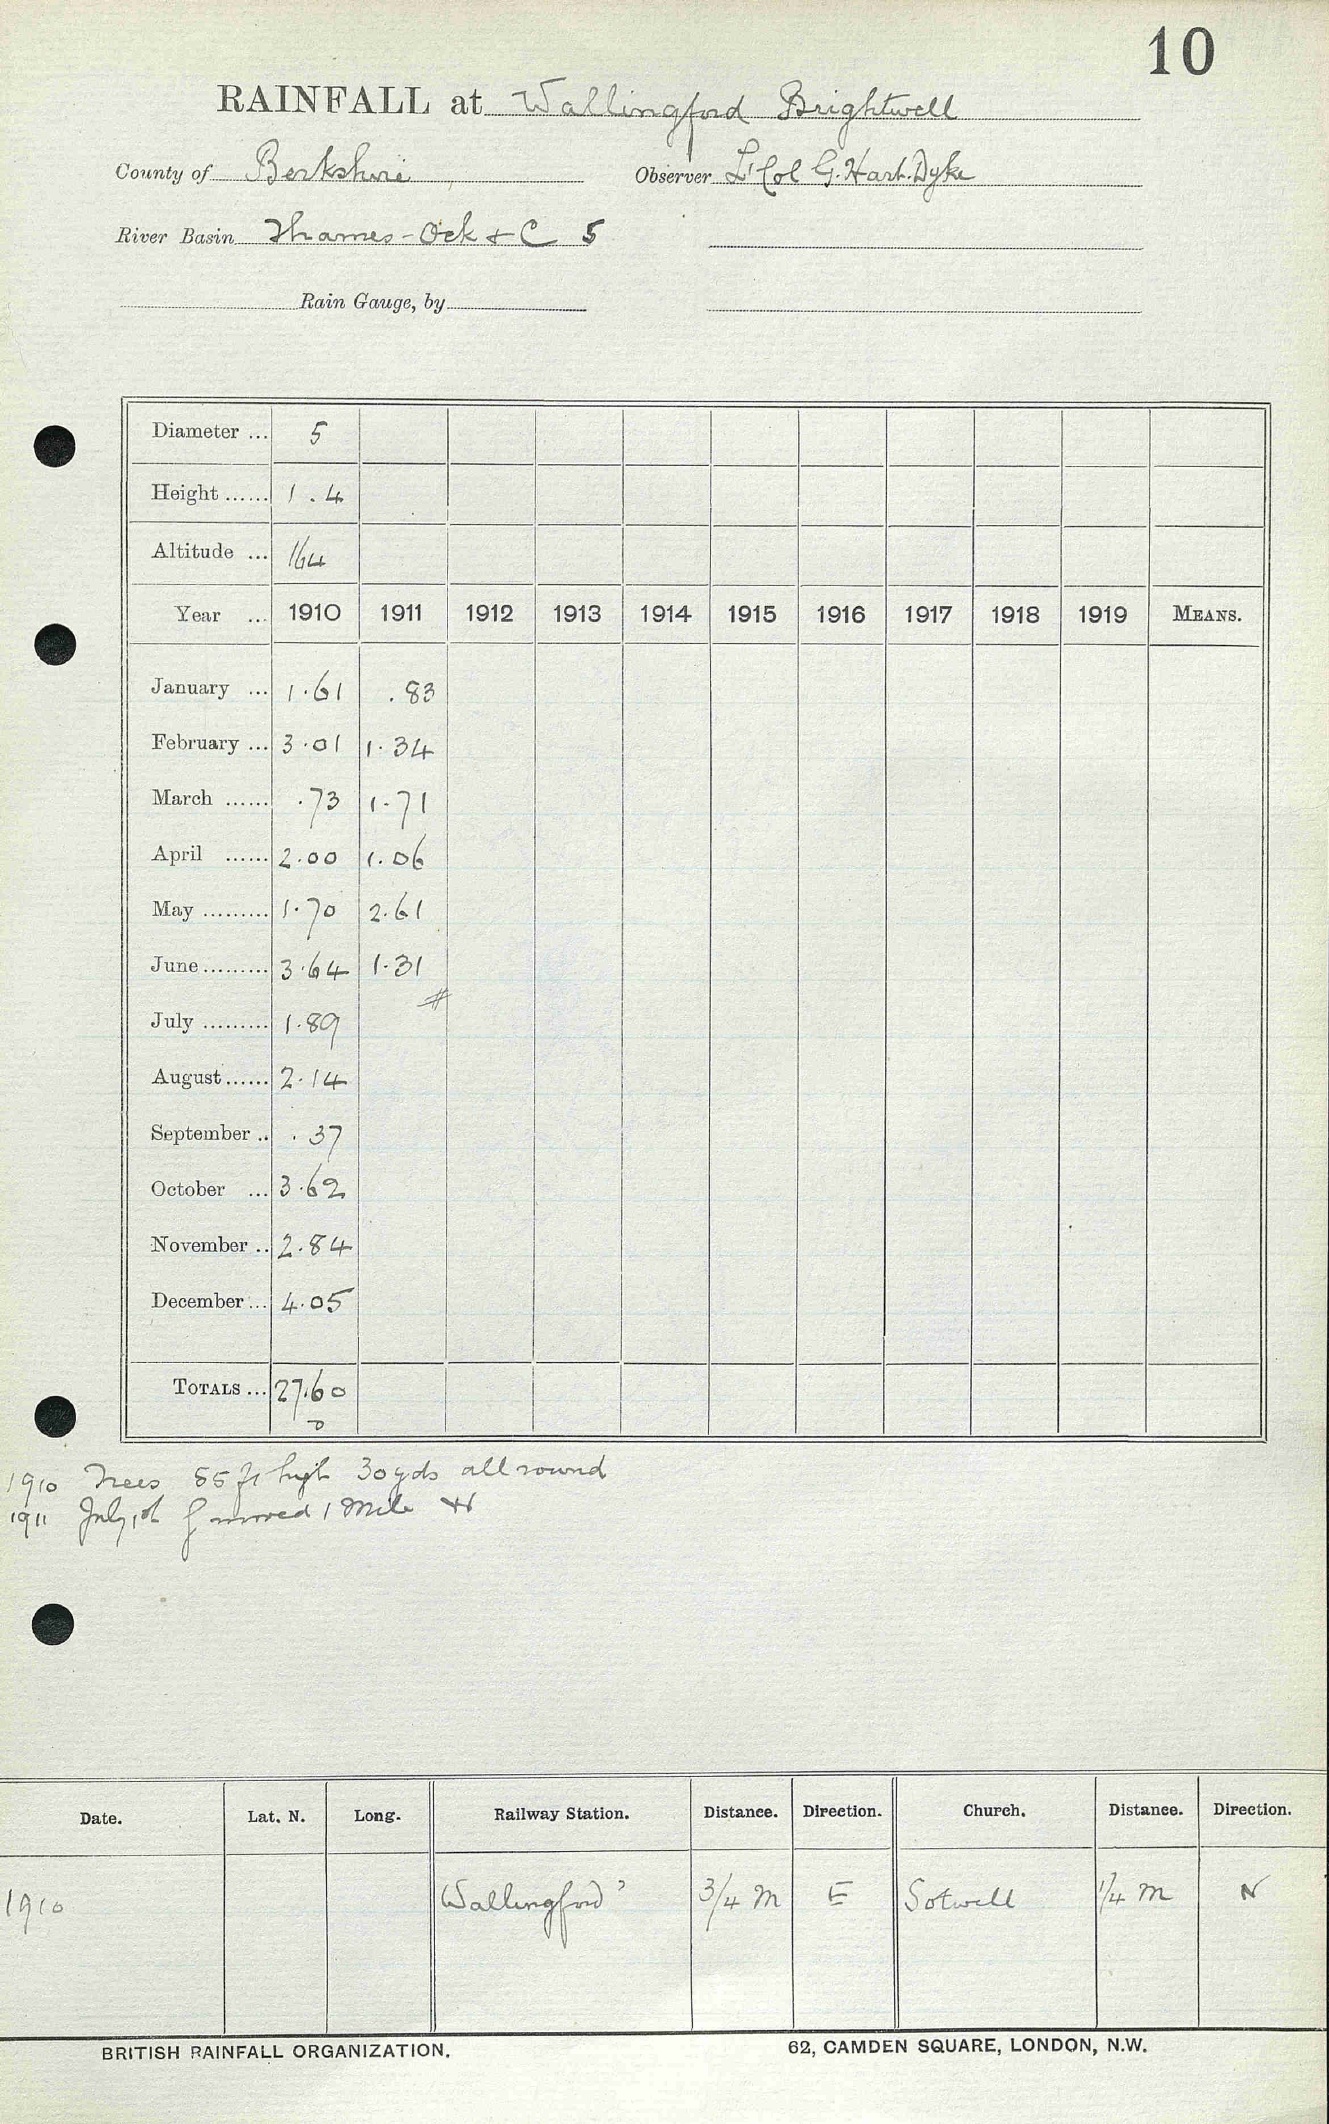 10
RAINFALL at Wallingford Brightwell
County of Berkshire Observer Lt Col G. Hart. Dyke
River Basin Thames - Ock & C 5
Rain Gauge, by
Diameter ... 5
Height ...... 1.4
Altitude ... 164
Year ... 1910 1911 1912 1913 1914 1915 1916 1917 1918 1919 MEANS.
January ... 1.61 .83
February ... 3.01 1.34
March ...... .73 1.71
April ...... 2.00 1.06
May ......... 1.70 2.61
June ......... 3.64 1.31
July ......... 1.89
August ...... 2.14
September .. .37
October ... 3.62
November .. 2.84
December ... 4.05
TOTALS ... 27.60
1910 Trees 55 ft high 30 yds all round
1911 July 1st g moved 1 Mile
Date. Lat. N. Long. Railway Station. Distance. Direction. Church. Distance. Direction.
1910 Wallingford 3/4 m E Sotwell 1/4 m N
BRITISH RAINFALL ORGANIZATION. 62, CAMDEN SQUARE, LONDON, N.W.